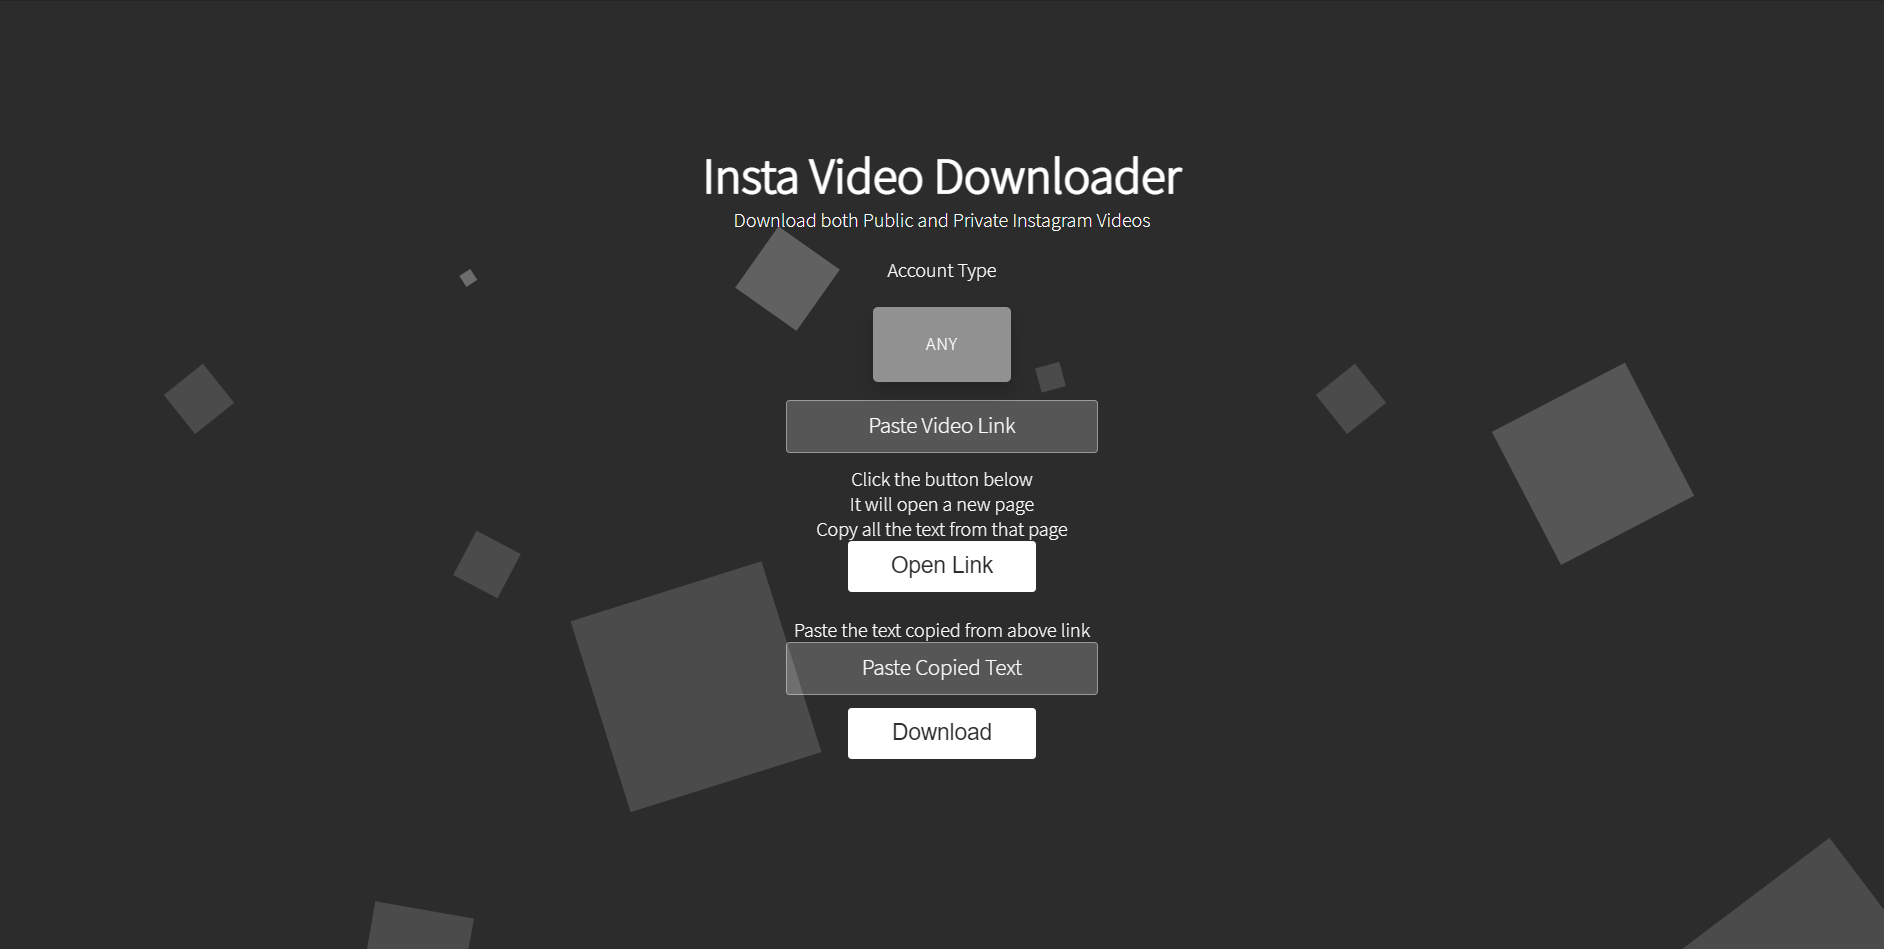 Insta Video Downloader
Download both Public and Private Instagram Videos
Account Type
ANY
Paste Video Link
Click the button below
It will open a new page
Copy all the text from that page
Open Link
Paste the text copied from above link
Paste Copied Text
Download